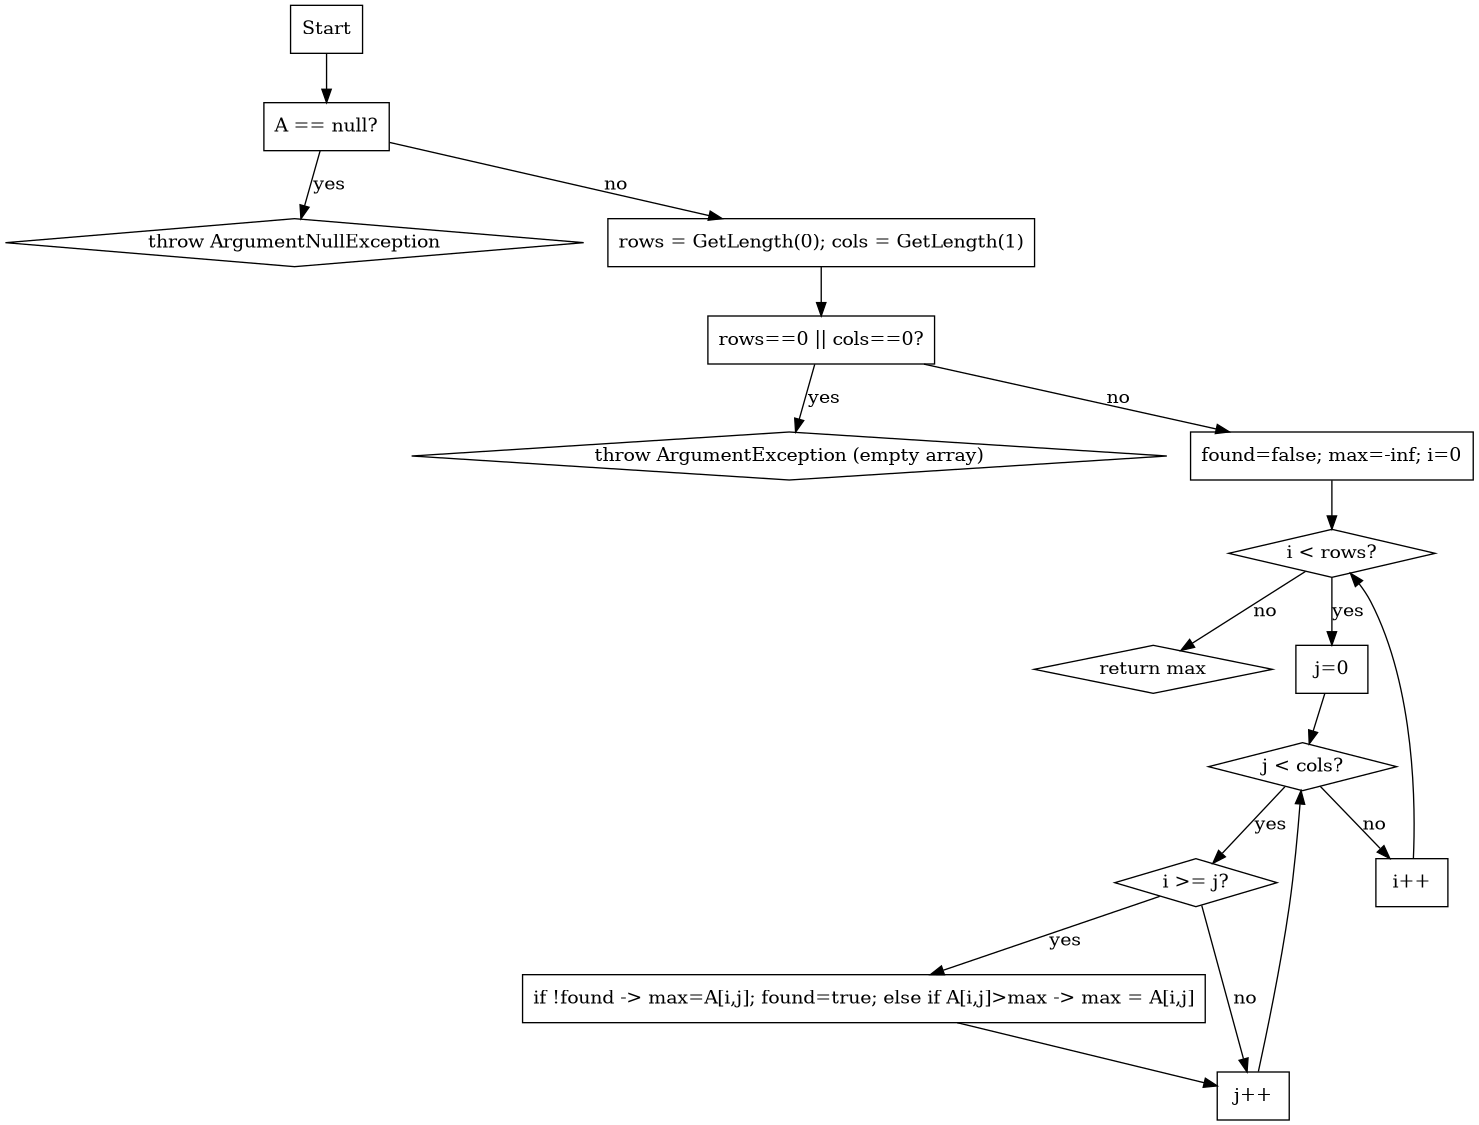 Start
A == null?
yes
no
throw ArgumentNullException
rows = GetLength(0); cols = GetLength(1)
rows==0 || cols==0?
yes
no
throw ArgumentException (empty array)
found=false; max=-inf; i=0
i < rows?
no
yes
return max
j=0
j < cols?
yes
no
i >= j?
i++
yes
if !found -> max=A[i,j]; found=true; else if A[i,j]>max -> max = A[i,j]
no
j++